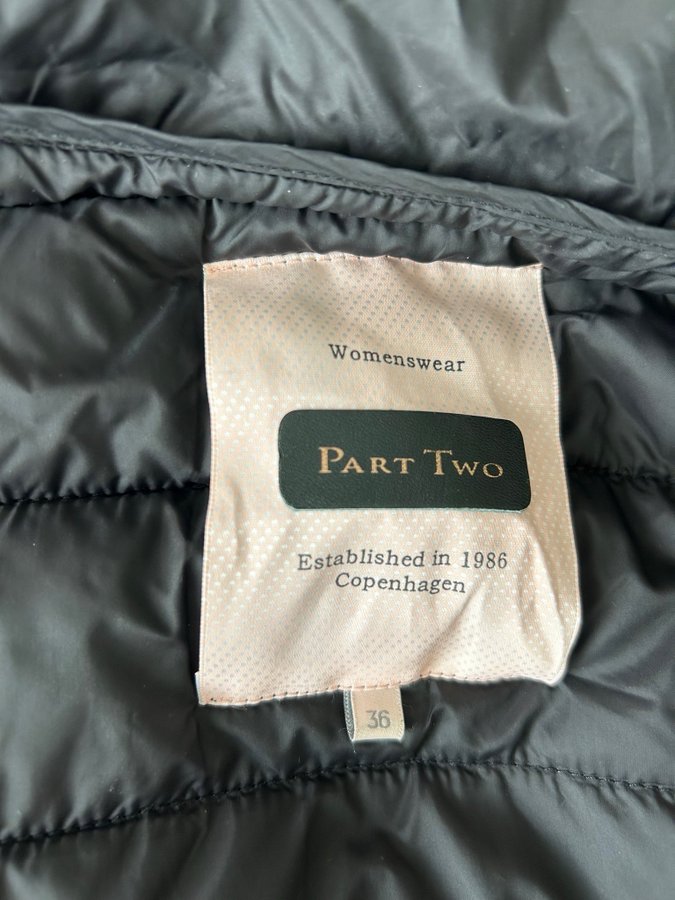 Womenswear
PART TWO
Established in 1986
Copenhagen
36